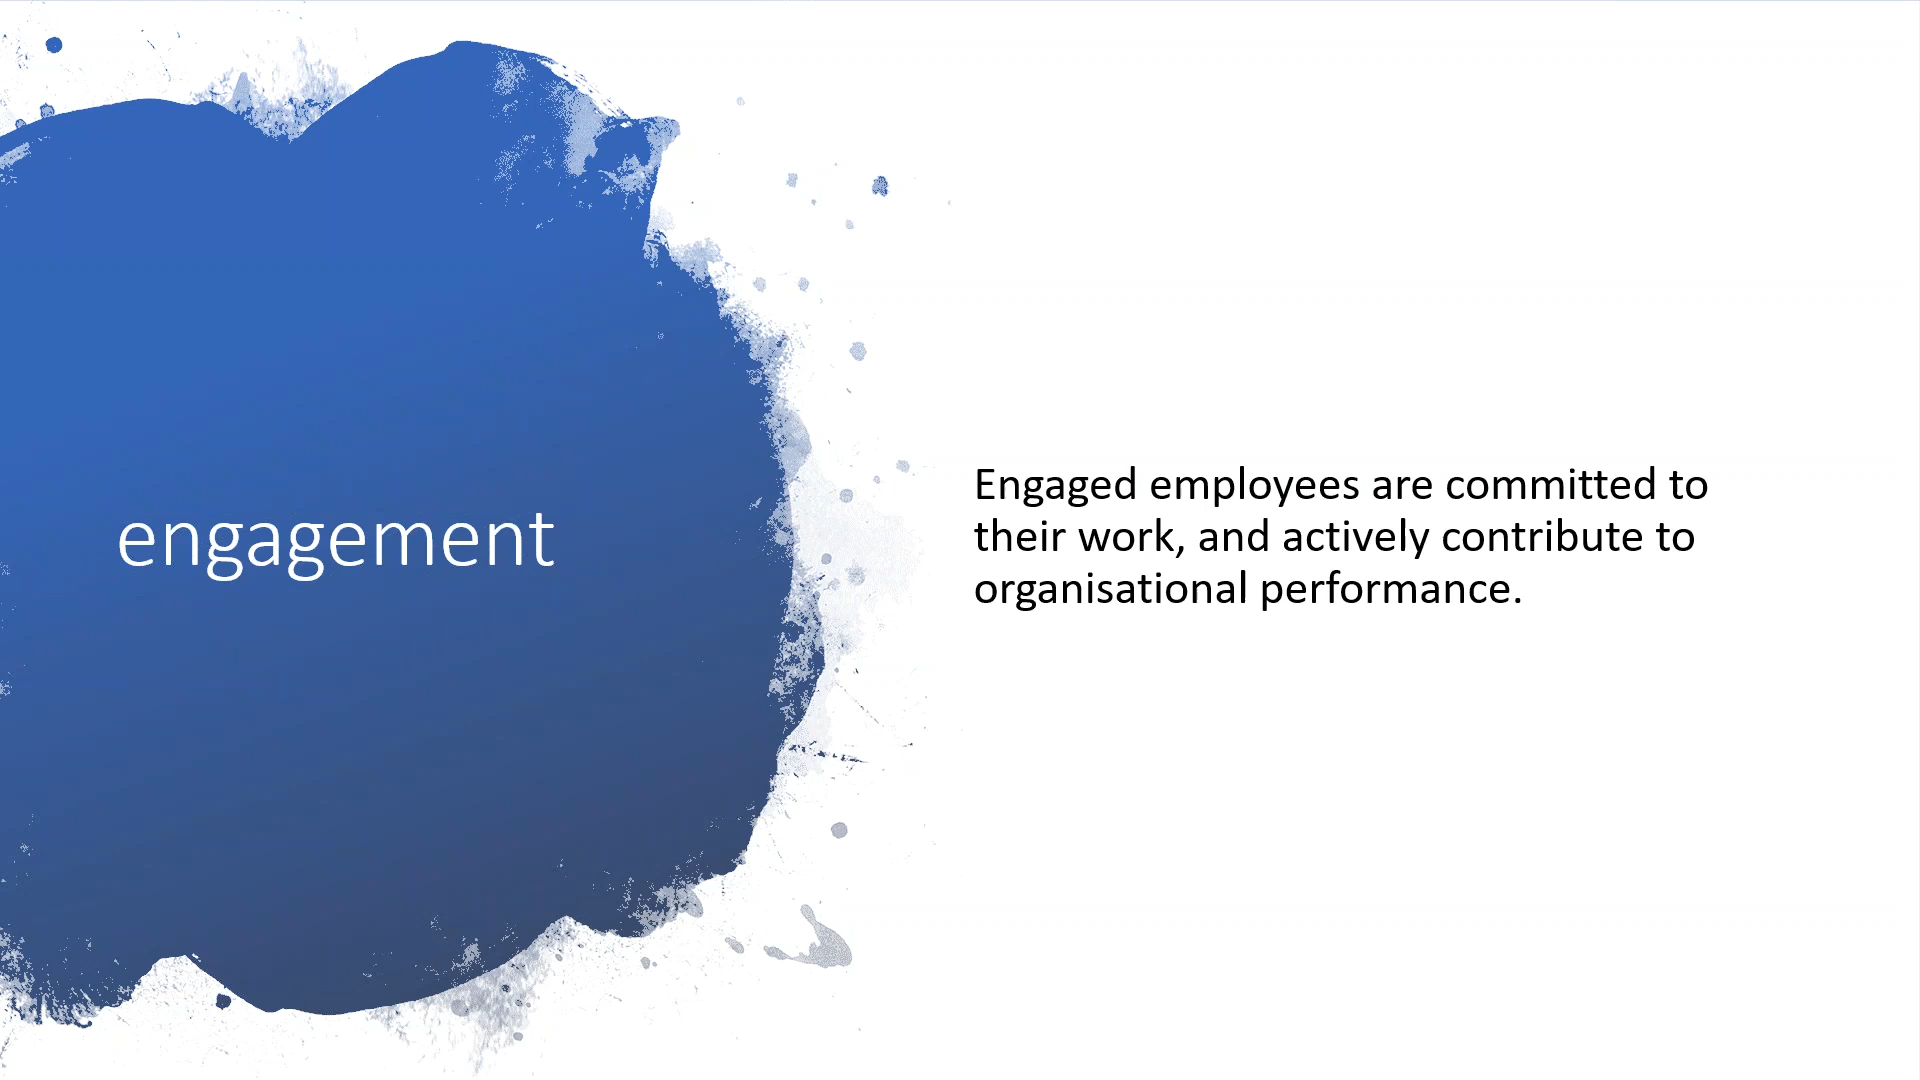 engagement
Engaged employees are committed to
their work, and actively contribute to
organisational performance.